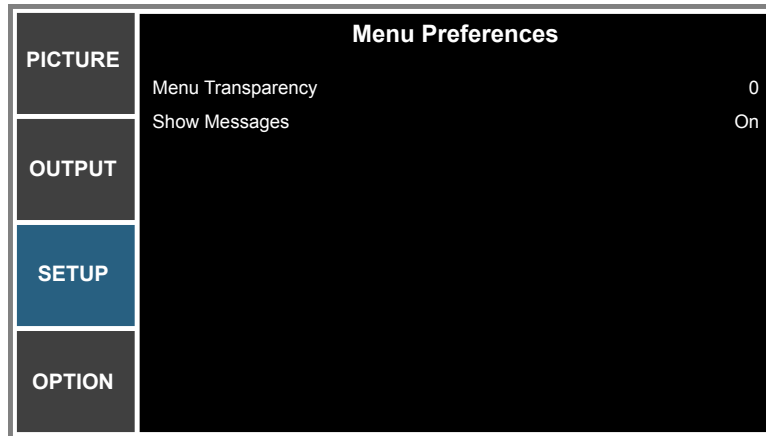 PICTURE
OUTPUT
SETUP
OPTION
Menu Preferences
Menu Transparency 0
Show Messages On